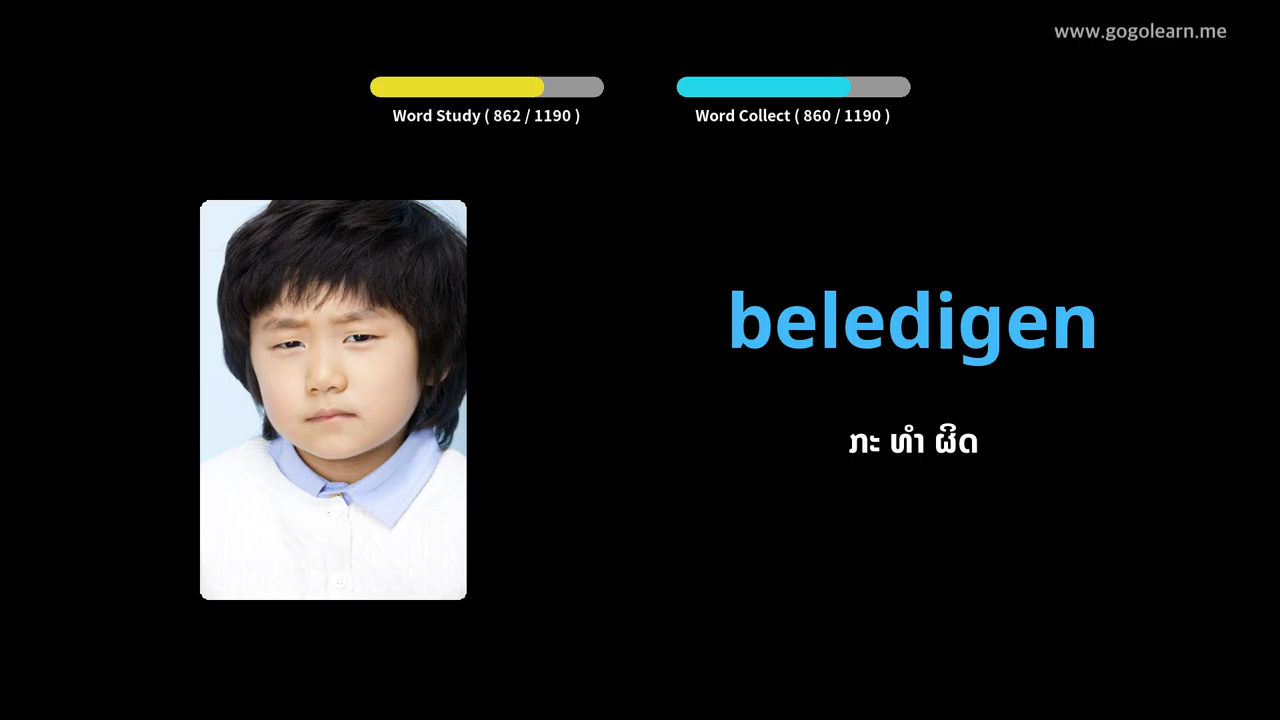 www.gogolearn.me
Word Study ( 862 / 1190 )
Word Collect ( 860 / 1190 )
beledigen
ກະ ທຳ ຜິດ